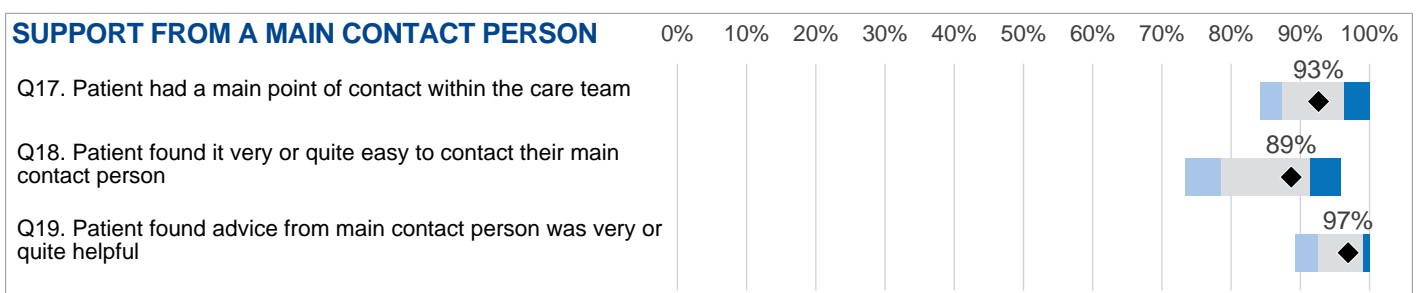 SUPPORT FROM A MAIN CONTACT PERSON 0% 10% 20% 30% 40% 50% 60% 70% 80% 90% 100%
Q17. Patient had a main point of contact within the care team 93%
Q18. Patient found it very or quite easy to contact their main
contact person 89%
Q19. Patient found advice from main contact person was very or
quite helpful 97%